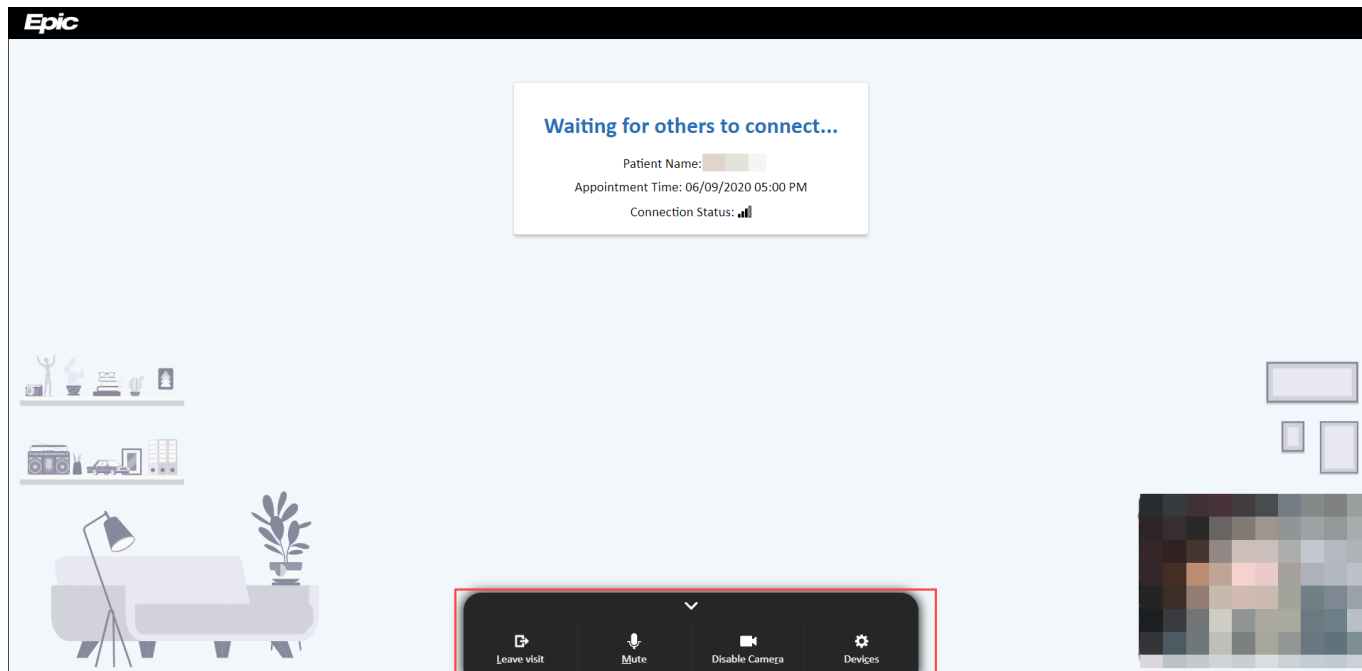 Epic
Waiting for others to connect...
Patient Name:
Appointment Time: 06/09/2020 05:00 PM
Connection Status:
Leave visit
Mute
Disable Camera
Devices